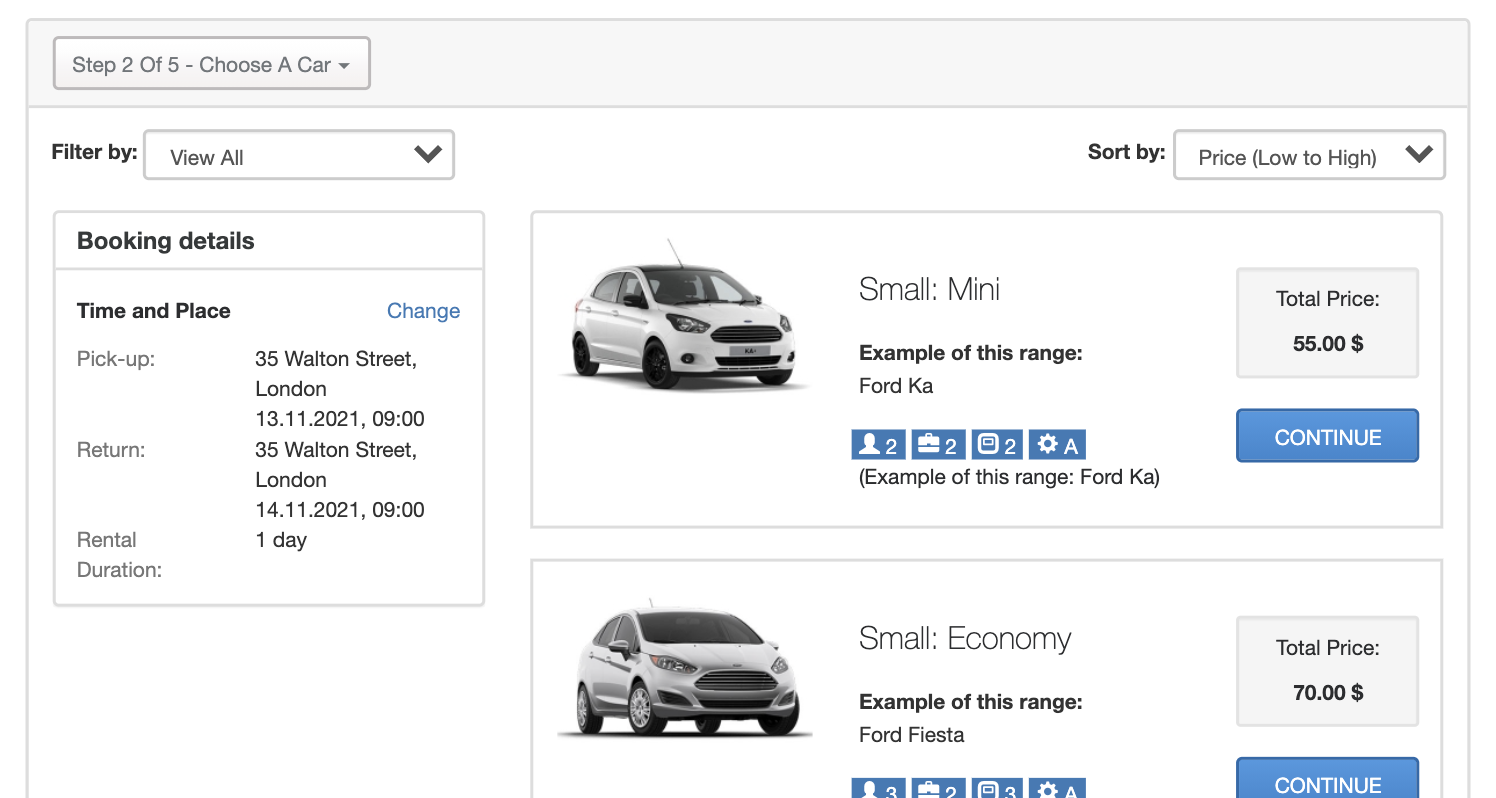 Step 2 Of 5 - Choose A Car
Filter by:
View All
Sort by:
Price (Low to High)
Booking details
Time and Place
Change
Pick-up:
35 Walton Street,
London
13.11.2021, 09:00
Return:
35 Walton Street,
London
14.11.2021, 09:00
Rental
Duration:
1 day
KA+
Small: Mini
Example of this range:
Ford Ka
2 2 2 A
(Example of this range: Ford Ka)
Total Price:
55.00 $
CONTINUE
Small: Economy
Example of this range:
Ford Fiesta
3 2 3 A
Total Price:
70.00 $
CONTINUE